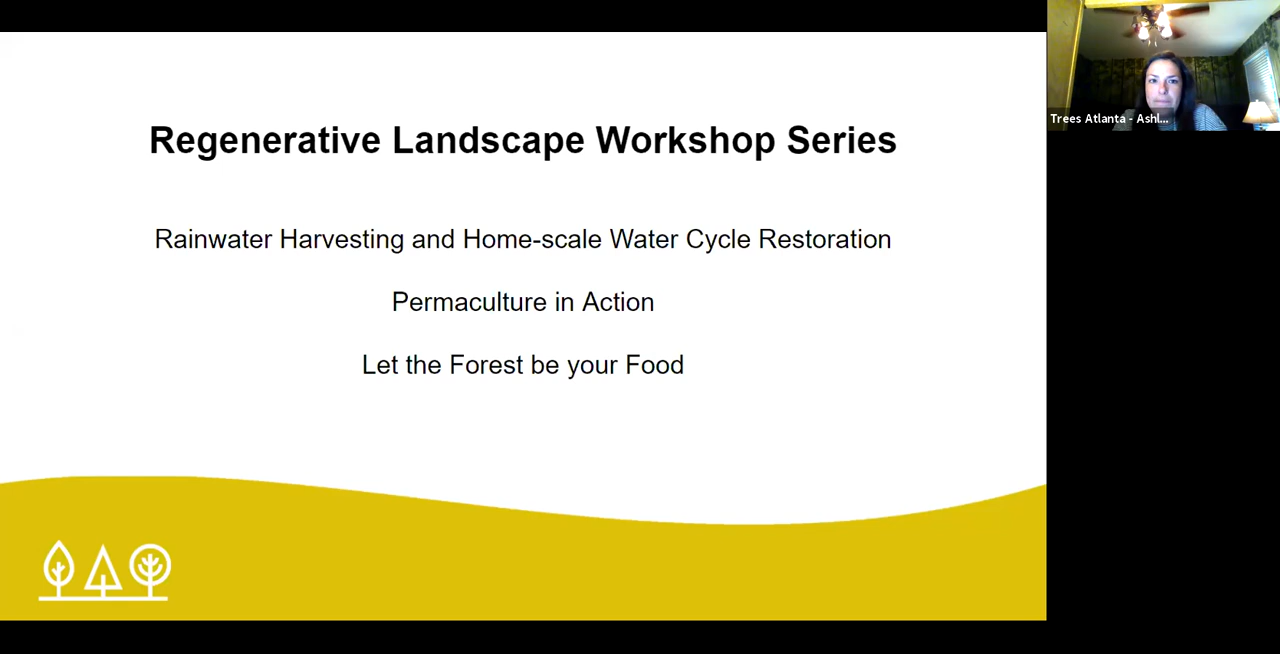 Regenerative Landscape Workshop Series
Trees Atlanta - Ashl...
Rainwater Harvesting and Home-scale Water Cycle Restoration
Permaculture in Action
Let the Forest be your Food